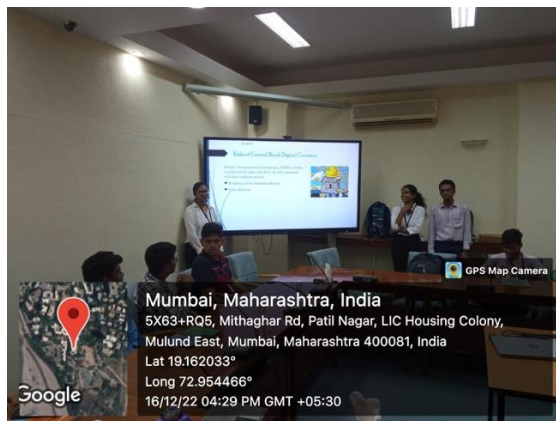 Risks of Central Bank Digital Currency
GPS Map Camera
Mumbai, Maharashtra, India
5X63+RQ5, Mithaghar Rd, Patil Nagar, LIC Housing Colony,
Mulund East, Mumbai, Maharashtra 400081, India
Lat 19.162033°
Long 72.954466°
16/12/22 04:29 PM GMT +05:30
Google